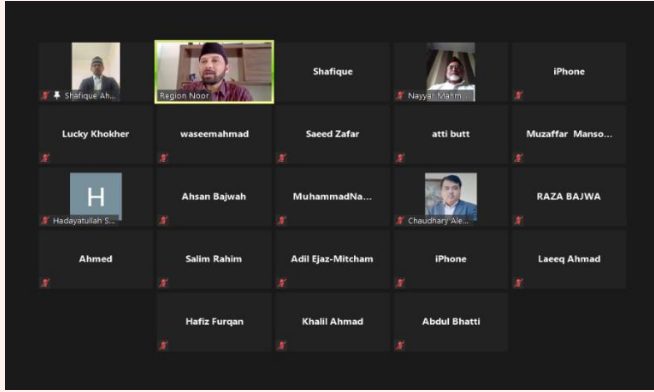 Shafique Ah...
Region Noor
Shafique
Nayyar Mahm...
iPhone
Lucky Khokher
waseemahmad
Saeed Zafar
atti butt
Muzaffar Manso...
H
Hadayatullah S...
Ahsan Bajwah
MuhammadNa...
Chaudhary Ale...
RAZA BAJWA
Ahmed
Salim Rahim
Adil Ejaz-Mitcham
iPhone
Laeeq Ahmad
Hafiz Furqan
Khalil Ahmad
Abdul Bhatti